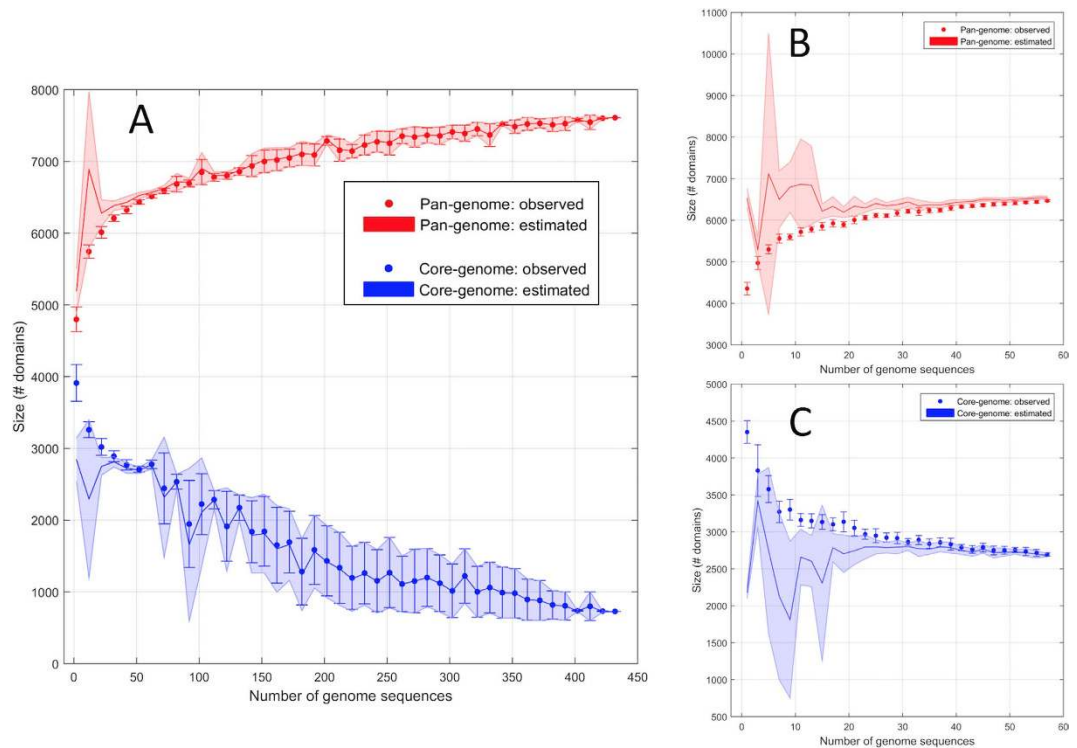 A
8000
7000
6000
5000
4000
3000
2000
1000
0
Size (# domains)
0 50 100 150 200 250 300 350 400 450
Number of genome sequences
Pan-genome: observed
Pan-genome: estimated
Core-genome: observed
Core-genome: estimated
B
11000
10000
9000
8000
7000
6000
5000
4000
3000
Size (# domains)
0 10 20 30 40 50 60
Number of genome sequences
Pan-genome: observed
Pan-genome: estimated
C
5000
4500
4000
3500
3000
2500
2000
1500
1000
500
Size (# domains)
0 10 20 30 40 50 60
Number of genome sequences
Core-genome: observed
Core-genome: estimated